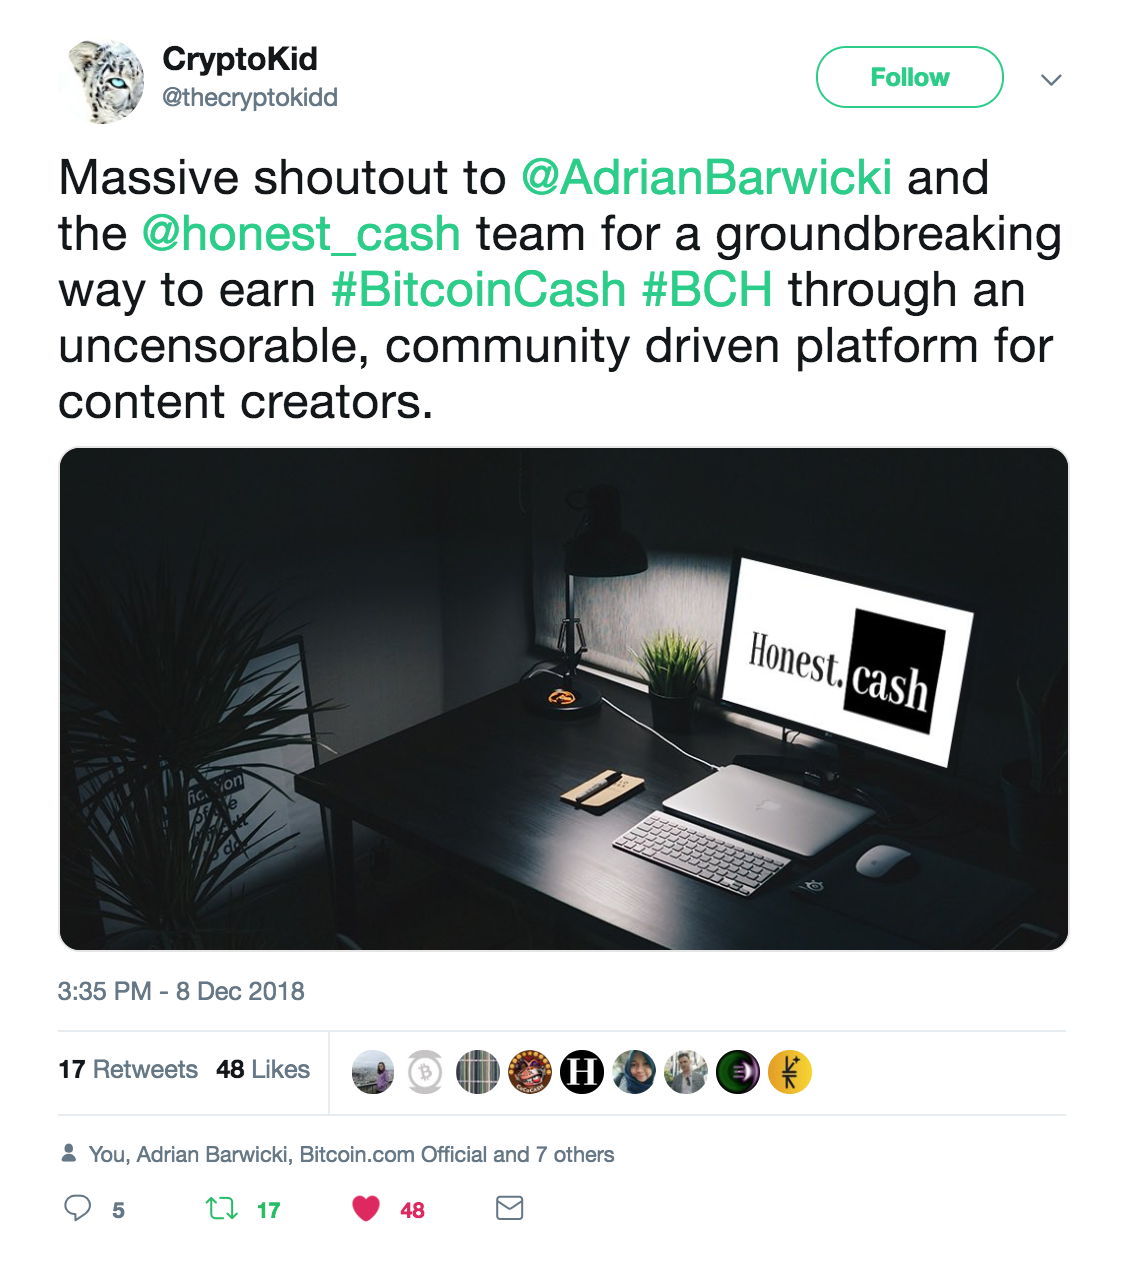 CryptoKid
@thecryptokidd
Follow
Massive shoutout to @AdrianBarwicki and
the @honest_cash team for a groundbreaking
way to earn #BitcoinCash #BCH through an
uncensorable, community driven platform for
content creators.
Honest.cash
3:35 PM - 8 Dec 2018
17 Retweets 48 Likes
H
You, Adrian Barwicki, Bitcoin.com Official and 7 others
5 17 48